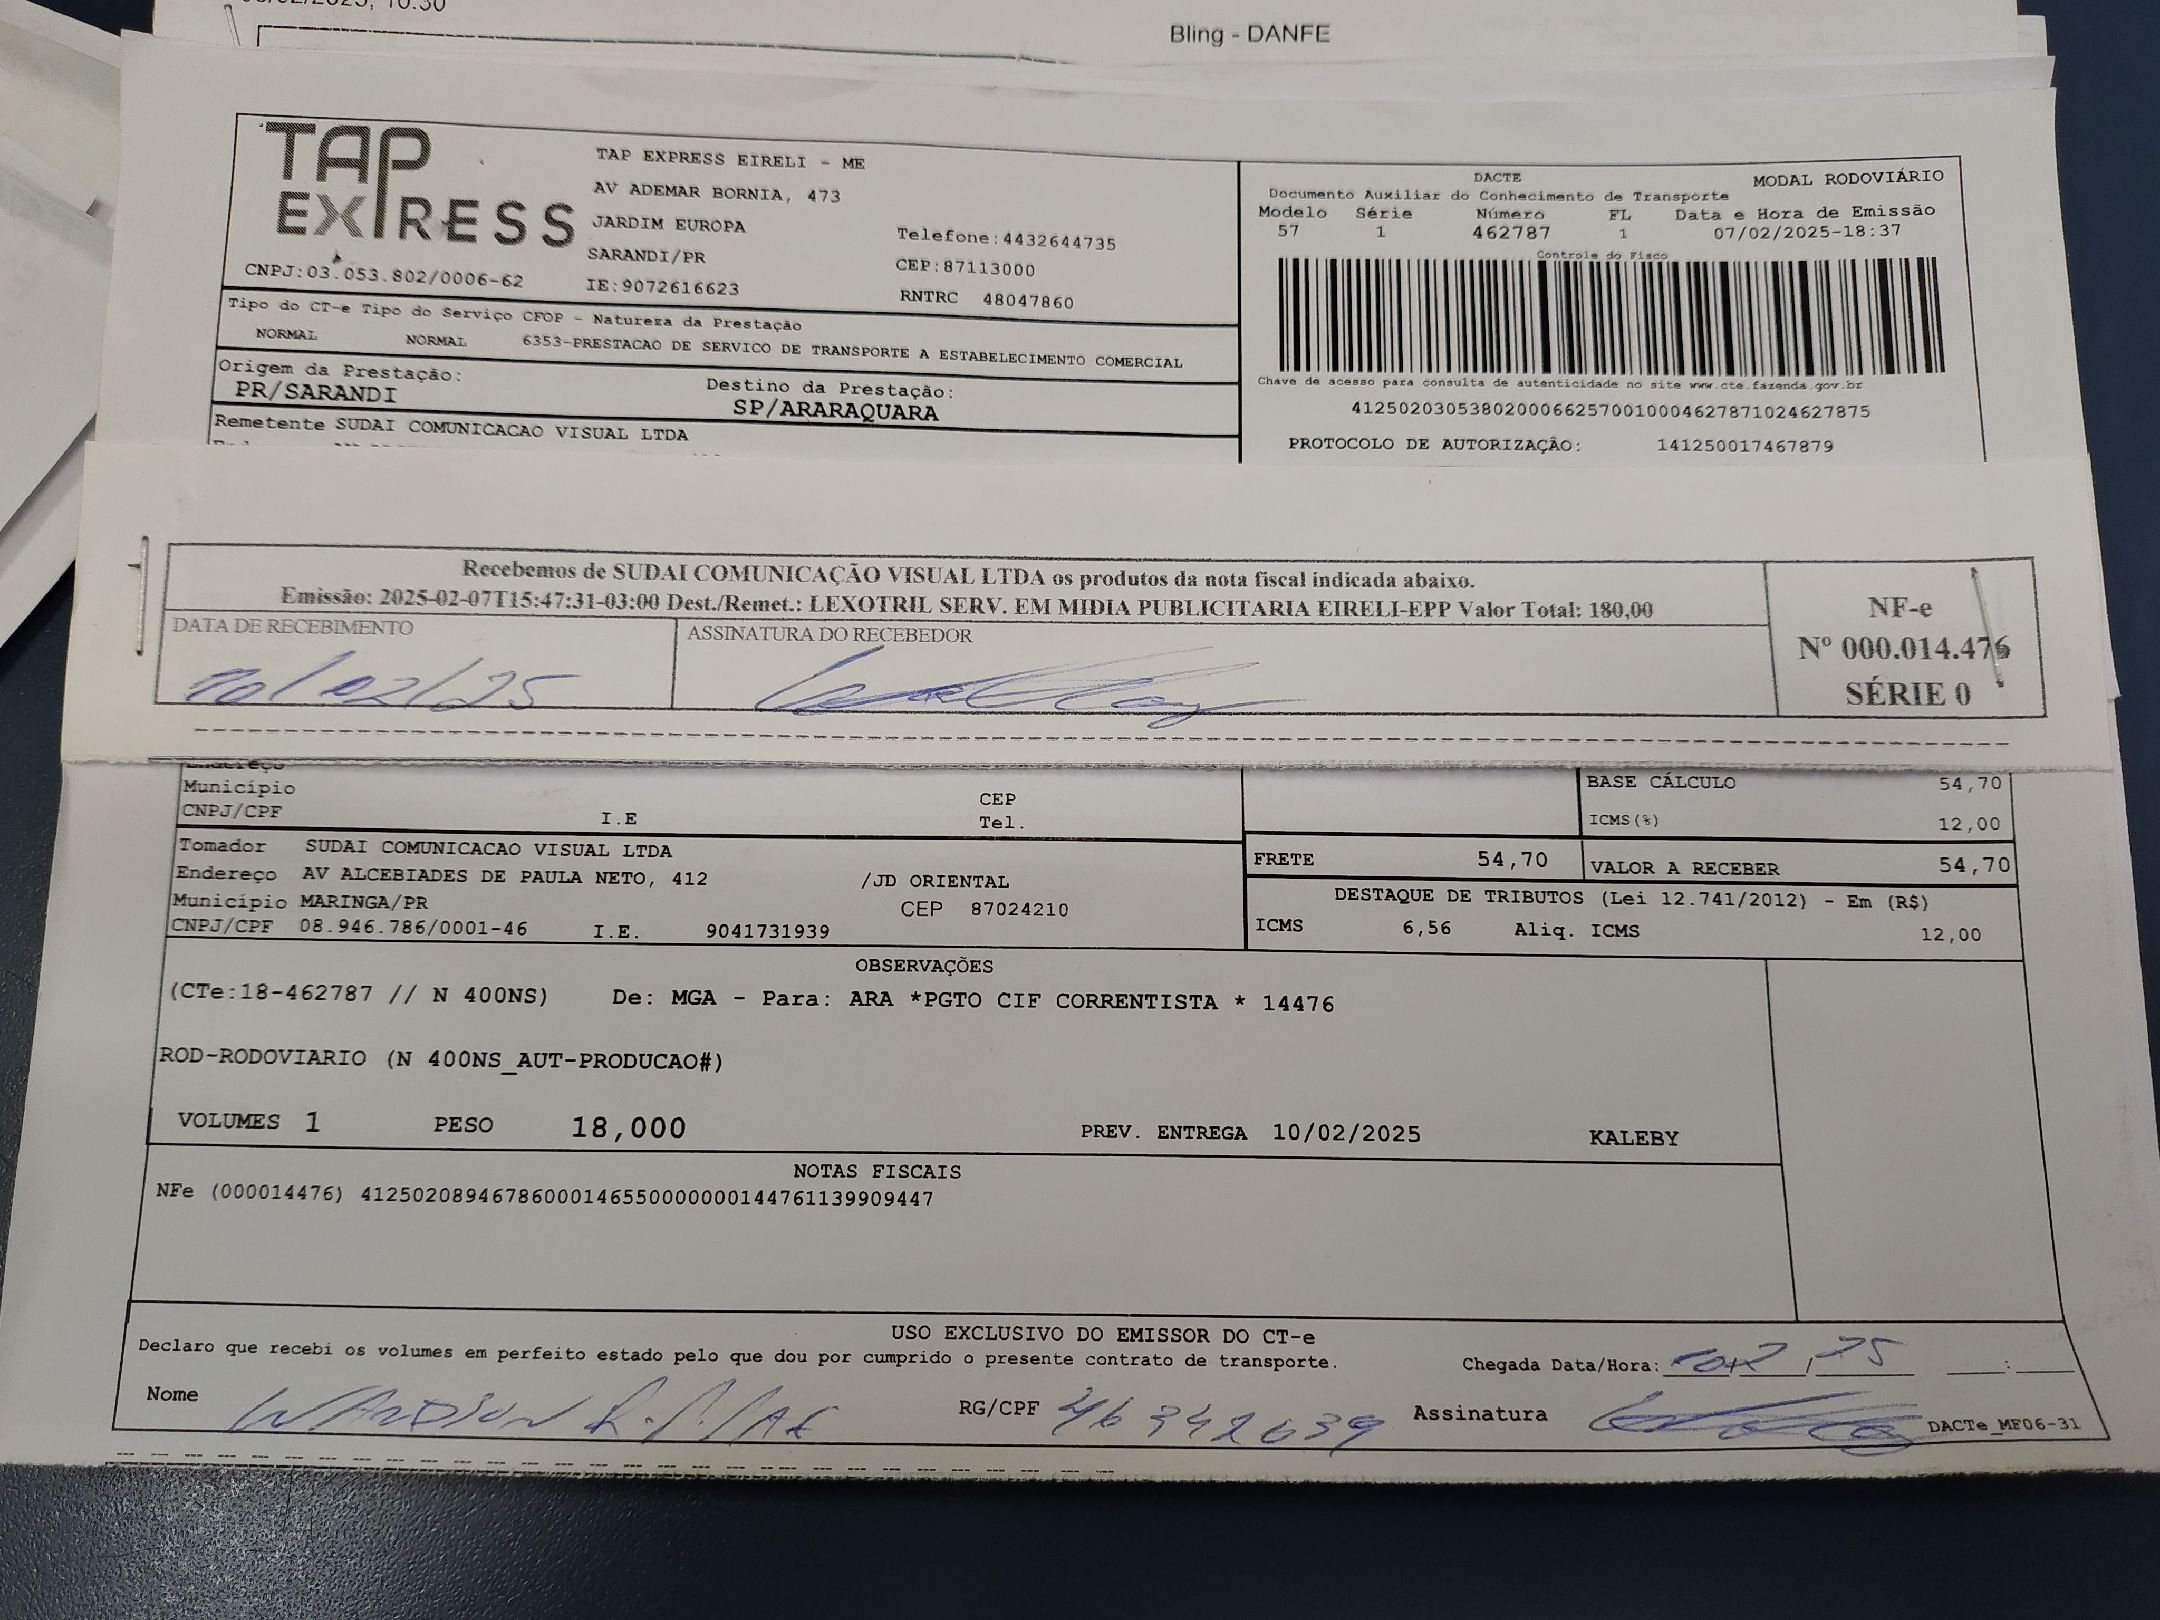 10:30
Bling - DANFE
TAP EXPRESS
TAP EXPRESS EIRELI - ME
AV ADEMAR BORNIA, 473
JARDIM EUROPA
SARANDI/PR
Telefone:4432644735
CEP:87113000
CNPJ:03.053.802/0006-62
IE:9072616623
RNTRC 48047860
DACTE
MODAL RODOVIÁRIO
Documento Auxiliar do Conhecimento de Transporte
Modelo Série Número FL Data e Hora de Emissão
57 1 462787 1 07/02/2025-18:37
Controle do Fisco
Chave de acesso para consulta de autenticidade no site www.cte.fazenda.gov.br
41250203053802000662570010004627871024627875
PROTOCOLO DE AUTORIZAÇÃO: 141250017467879
Tipo do CT-e Tipo do Serviço CFOP - Natureza da Prestação
NORMAL NORMAL 6353-PRESTACAO DE SERVICO DE TRANSPORTE A ESTABELECIMENTO COMERCIAL
Origem da Prestação: Destino da Prestação:
PR/SARANDI SP/ARARAQUARA
Remetente SUDAI COMUNICACAO VISUAL LTDA
Recebemos de SUDAI COMUNICAÇÃO VISUAL LTDA os produtos da nota fiscal indicada abaixo.
Emissão: 2025-02-07T15:47:31-03:00 Dest./Remet.: LEXOTRIL SERV. EM MIDIA PUBLICITARIA EIRELI-EPP Valor Total: 180,00
DATA DE RECEBIMENTO ASSINATURA DO RECEBEDOR
10/02/25
NF-e
Nº 000.014.476
SÉRIE 0
Endereço
Município CEP
CNPJ/CPF I.E Tel.
BASE CÁLCULO 54,70
ICMS(%) 12,00
Tomador SUDAI COMUNICACAO VISUAL LTDA
Endereço AV ALCEBIADES DE PAULA NETO, 412 /JD ORIENTAL
Município MARINGA/PR CEP 87024210
CNPJ/CPF 08.946.786/0001-46 I.E. 9041731939
FRETE 54,70 VALOR A RECEBER 54,70
DESTAQUE DE TRIBUTOS (Lei 12.741/2012) - Em (R$)
ICMS 6,56 Aliq. ICMS 12,00
OBSERVAÇÕES
(CTe:18-462787 // N 400NS) De: MGA - Para: ARA *PGTO CIF CORRENTISTA * 14476
ROD-RODOVIARIO (N 400NS_AUT-PRODUCAO#)
VOLUMES 1 PESO 18,000 PREV. ENTREGA 10/02/2025 KALEBY
NOTAS FISCAIS
NFe (000014476) 41250208946786000146550000000144761139909447
USO EXCLUSIVO DO EMISSOR DO CT-e
Declaro que recebi os volumes em perfeito estado pelo que dou por cumprido o presente contrato de transporte.
Chegada Data/Hora: 10/2/25 :
Nome RG/CPF 46342639 Assinatura
DACTe_MF06-31